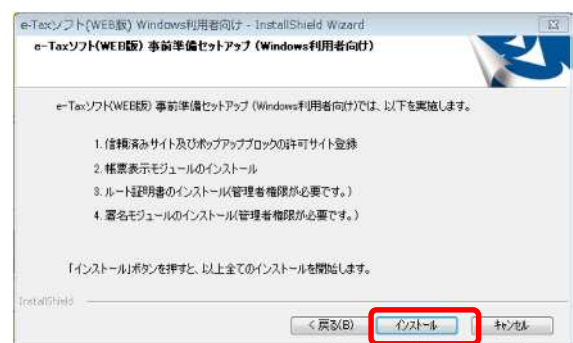 e-Taxソフト(WEB版) Windows利用者向け - InstallShield Wizard
e-Taxソフト(WEB版) 事前準備セットアップ (Windows利用者向け)
e-Taxソフト(WEB版) 事前準備セットアップ (Windows利用者向け)では、以下を実施します。
1. 信頼済みサイト及びポップアップブロックの許可サイト登録
2. 帳票表示モジュールのインストール
3. ルート証明書のインストール(管理者権限が必要です。)
4. 署名モジュールのインストール(管理者権限が必要です。)
「インストール」ボタンを押すと、以上全てのインストールを開始します。
InstallShield
< 戻る(B) インストール キャンセル